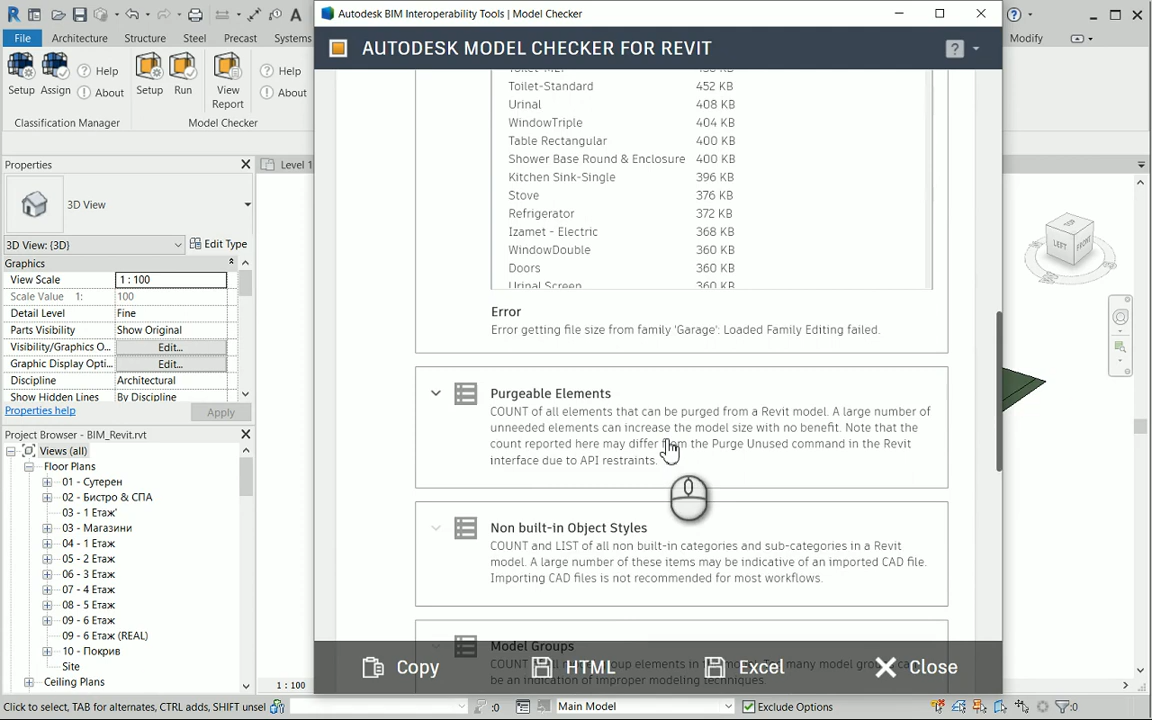 Autodesk BIM Interoperability Tools | Model Checker
AUTODESK MODEL CHECKER FOR REVIT
File
Architecture
Structure
Steel
Precast
Systems
Modify
Setup
Assign
Help
About
Setup
Run
View
Report
Help
About
Classification Manager
Model Checker
Properties
3D View
3D View: {3D}
Edit Type
Graphics
View Scale 1 : 100
Scale Value 1: 100
Detail Level Fine
Parts Visibility Show Original
Visibility/Graphics O... Edit...
Graphic Display Opti... Edit...
Discipline Architectural
Show Hidden Lines By Discipline
Properties help
Apply
Project Browser - BIM_Revit.rvt
Views (all)
Floor Plans
01 - Сутерен
02 - Бистро & СПА
03 - 1 Етаж'
03 - Магазини
04 - 1 Етаж
05 - 2 Етаж
06 - 3 Етаж
07 - 4 Етаж
08 - 5 Етаж
09 - 6 Етаж
09 - 6 Етаж (REAL)
10 - Покрив
Site
Ceiling Plans
Level 1
Toilet-Standard 452 KB
Urinal 408 KB
WindowTriple 404 KB
Table Rectangular 400 KB
Shower Base Round & Enclosure 400 KB
Kitchen Sink-Single 396 KB
Stove 376 KB
Refrigerator 372 KB
Izamet - Electric 368 KB
WindowDouble 360 KB
Doors 360 KB
Urinal Screen 360 KB
Error
Error getting file size from family 'Garage': Loaded Family Editing failed.
Purgeable Elements
COUNT of all elements that can be purged from a Revit model. A large number of
unneeded elements can increase the model size with no benefit. Note that the
count reported here may differ from the Purge Unused command in the Revit
interface due to API restraints.
Non built-in Object Styles
COUNT and LIST of all non built-in categories and sub-categories in a Revit
model. A large number of these items may be indicative of an imported CAD file.
Importing CAD files is not recommended for most workflows.
Model Groups
Copy
HTML
Excel
Close
LEFT
FRONT
1 : 100
Click to select, TAB for alternates, CTRL adds, SHIFT unsel
:0
Main Model
Exclude Options
:0